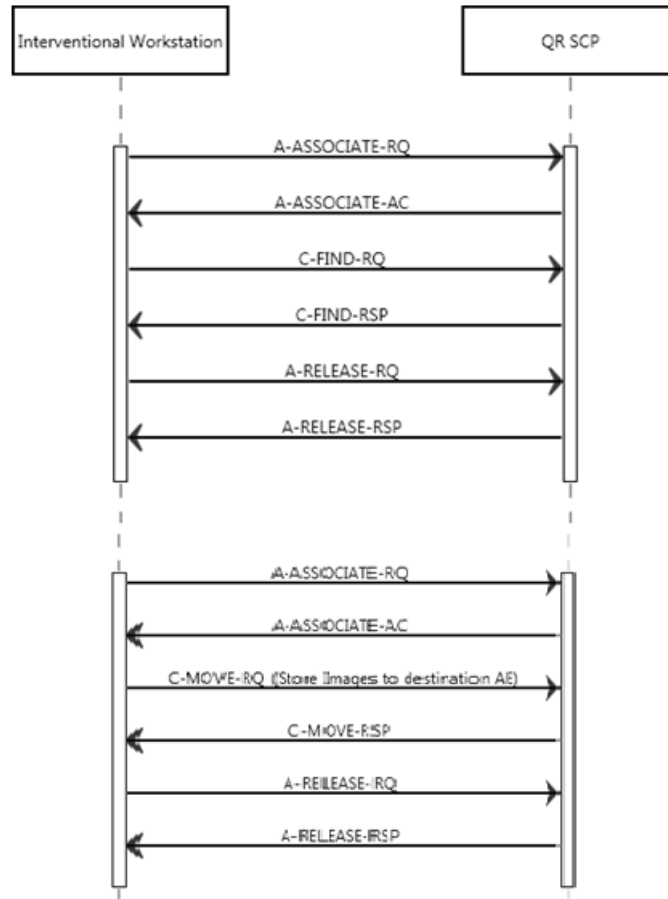 Interventional Workstation
QR SCP
A-ASSOCIATE-RQ
A-ASSOCIATE-AC
C-FIND-RQ
C-FIND-RSP
A-RELEASE-RQ
A-RELEASE-RSP
A-ASSOCIATE-RQ
A-ASSOCIATE-AC
C-MOVE-RQ (Store Images to destination AE)
C-MOVE-RSP
A-RELEASE-RQ
A-RELEASE-RSP